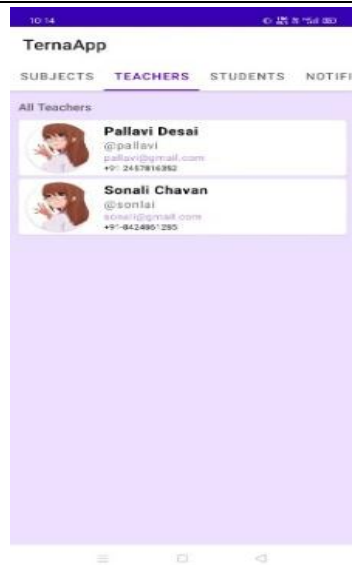 10:14
TernaApp
SUBJECTS TEACHERS STUDENTS NOTIFI
All Teachers
Pallavi Desai
@pallavi
pallavi@gmail.com
Sonali Chavan
@sonlai
sonali@gmail.com